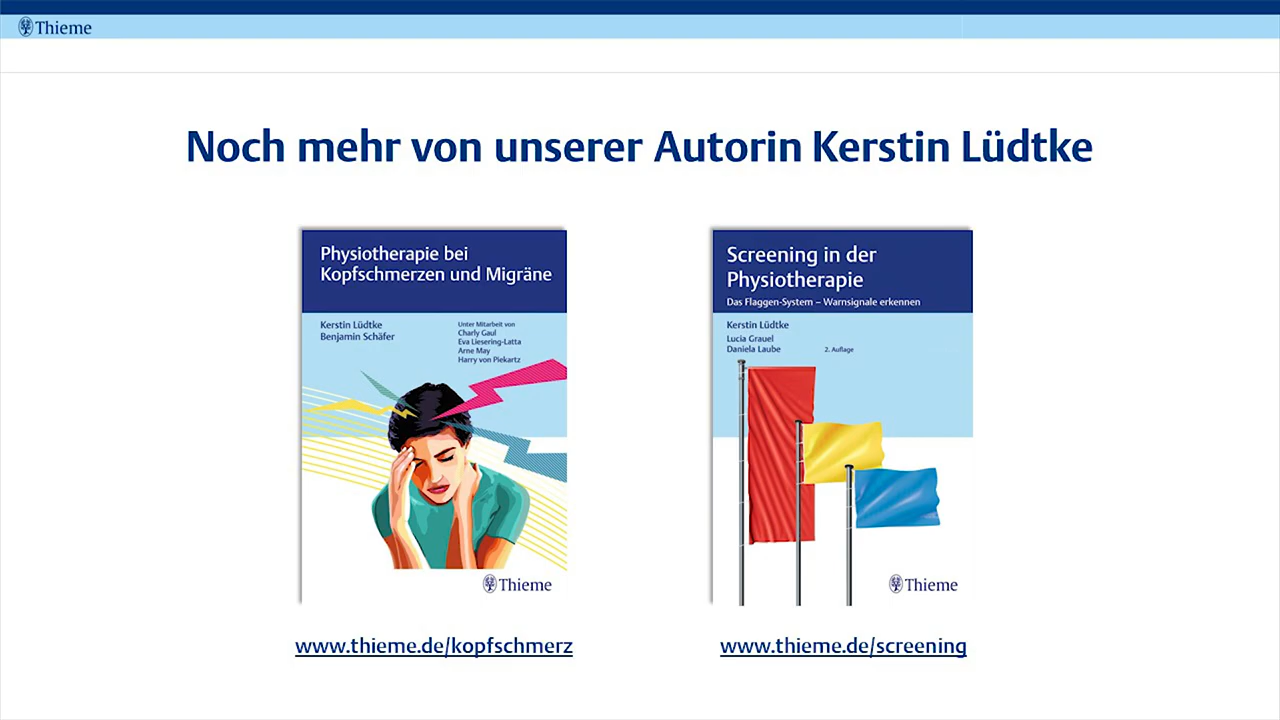 Thieme
Noch mehr von unserer Autorin Kerstin Lüdtke
Physiotherapie bei
Kopfschmerzen und Migräne
Kerstin Lüdtke
Benjamin Schäfer
Unter Mitarbeit von
Charly Gaul
Eva Liesering-Latta
Arne May
Harry von Piekartz
Thieme
www.thieme.de/kopfschmerz
Screening in der
Physiotherapie
Das Flaggen-System – Warnsignale erkennen
Kerstin Lüdtke
Lucia Grauel
Daniela Laube
2. Auflage
Thieme
www.thieme.de/screening